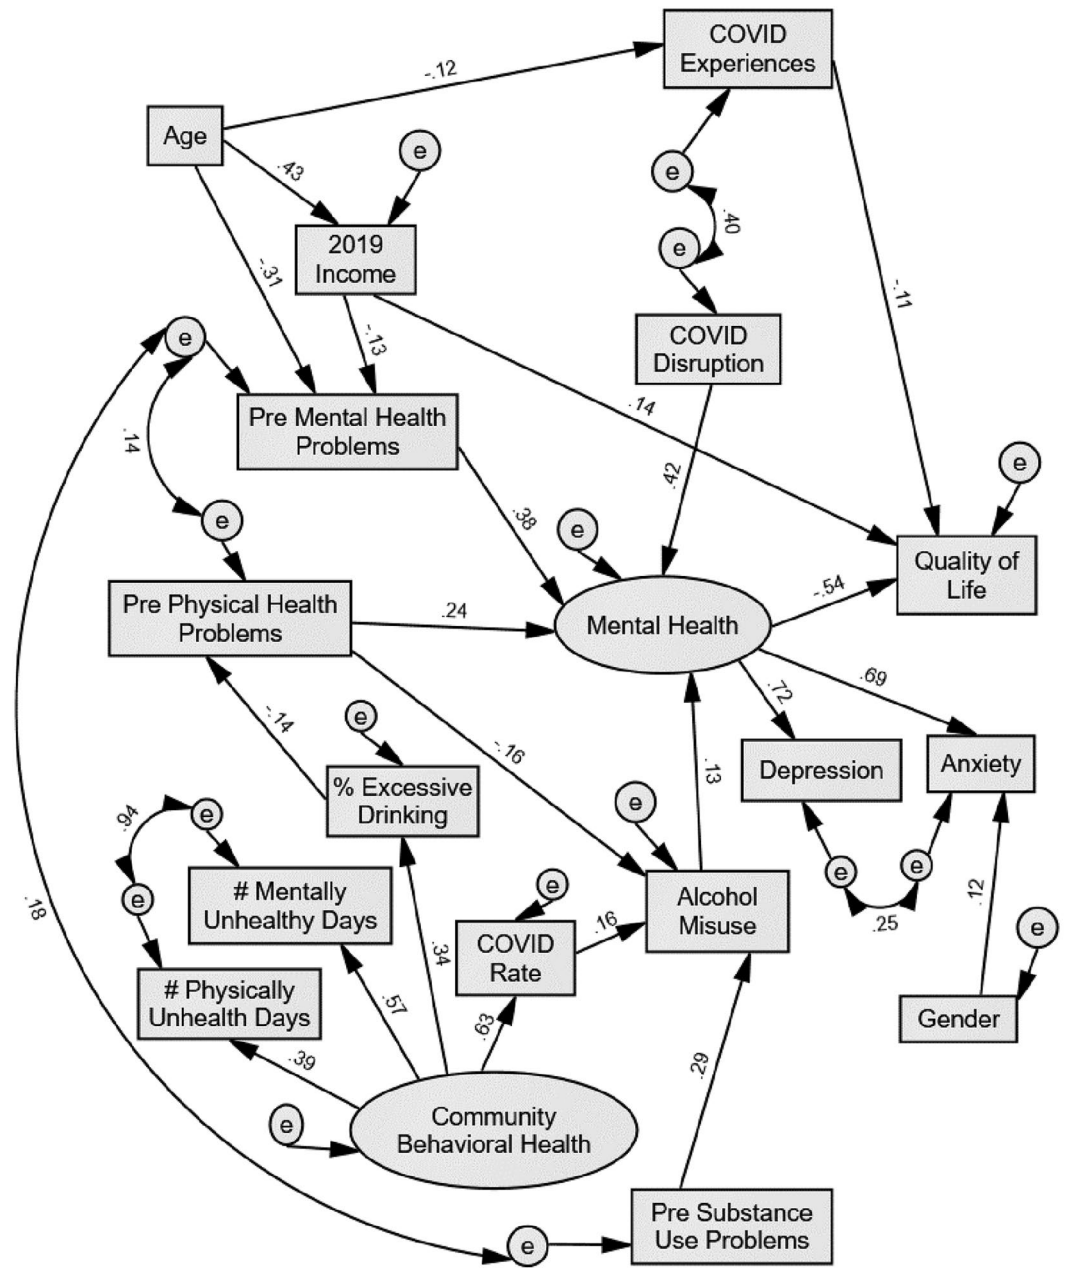 COVID
Experiences
-.12
Age
e
.43
e
.40
2019
Income
e
-.31
-.11
e
-.13
COVID
Disruption
.14
Pre Mental Health
Problems
.14
.42
e
.38
e
e
Quality of
Life
Pre Physical Health
Problems
.24
Mental Health
-.54
.69
.72
-.14
e
-.16
.13
Depression
Anxiety
% Excessive
Drinking
.94
e
e
# Mentally
Unhealthy Days
e
e
Alcohol
Misuse
e
e
.18
.34
COVID
Rate
.16
.25
.12
e
# Physically
Unhealth Days
.57
.63
Gender
.39
.29
e
Community
Behavioral Health
e
Pre Substance
Use Problems